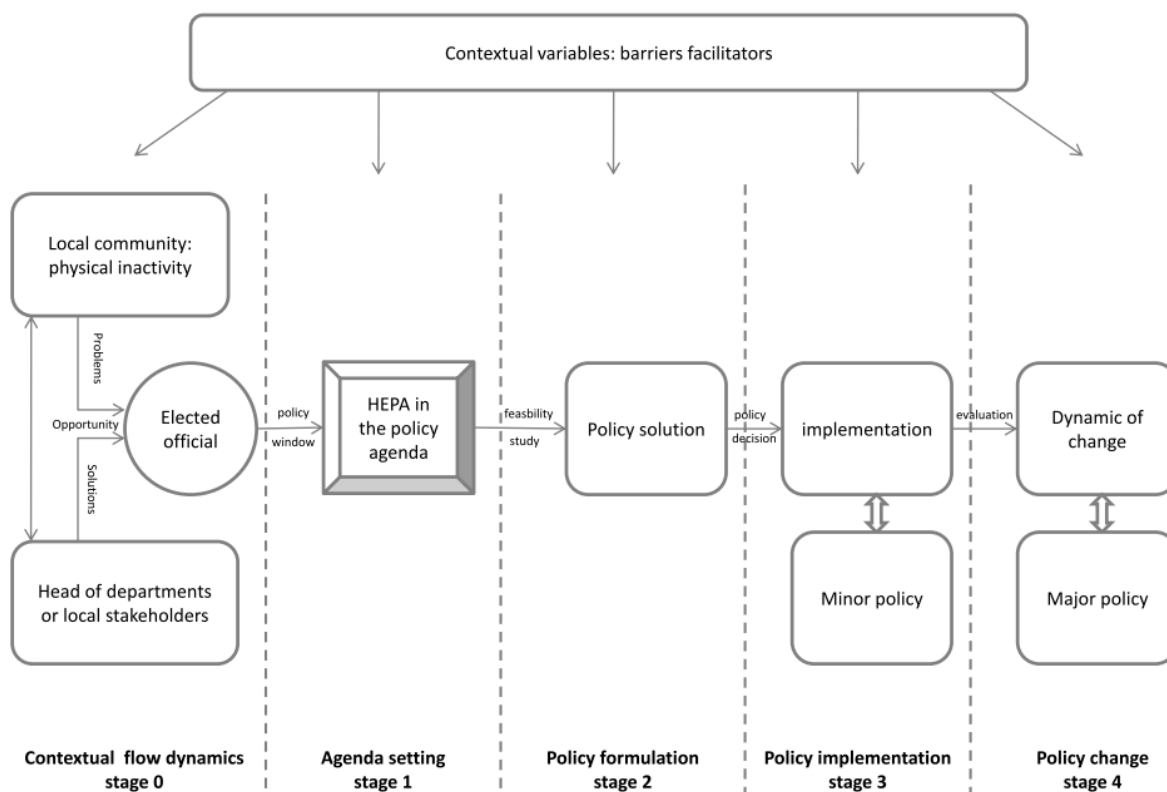 Contextual variables: barriers facilitators
Local community:
physical inactivity
Problems
Opportunity
Solutions
Elected
official
Head of departments
or local stakeholders
policy
window
HEPA in
the policy
agenda
feasbility
study
Policy solution
policy
decision
implementation
Minor policy
evaluation
Dynamic of
change
Major policy
Contextual flow dynamics
stage 0
Agenda setting
stage 1
Policy formulation
stage 2
Policy implementation
stage 3
Policy change
stage 4